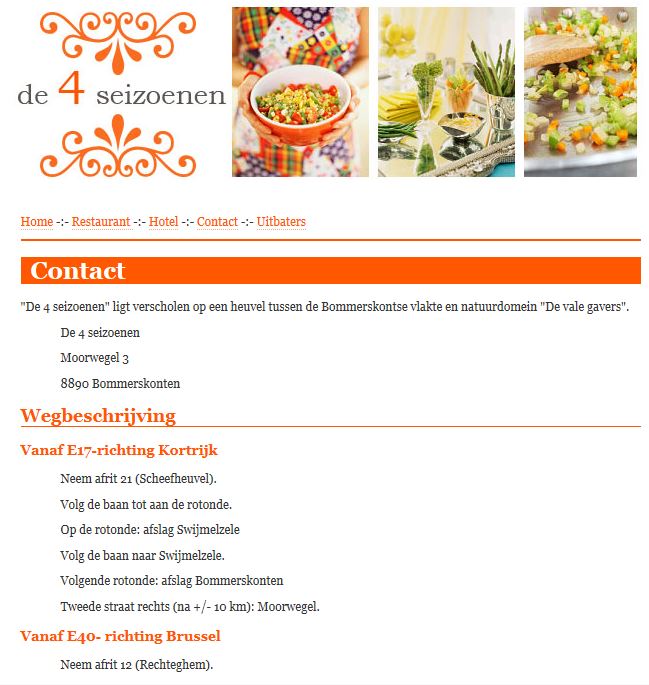 de 4 seizoenen
Home -:- Restaurant -:- Hotel -:- Contact -:- Uitbaters
Contact
"De 4 seizoenen" ligt verscholen op een heuvel tussen de Bommerskontse vlakte en natuurdomein "De vale gavers".
De 4 seizoenen
Moorwegel 3
8890 Bommerskonten
Wegbeschrijving
Vanaf E17-richting Kortrijk
Neem afrit 21 (Scheefheuvel).
Volg de baan tot aan de rotonde.
Op de rotonde: afslag Swijmelzele
Volg de baan naar Swijmelzele.
Volgende rotonde: afslag Bommerskonten
Tweede straat rechts (na +/- 10 km): Moorwegel.
Vanaf E40- richting Brussel
Neem afrit 12 (Rechteghem).